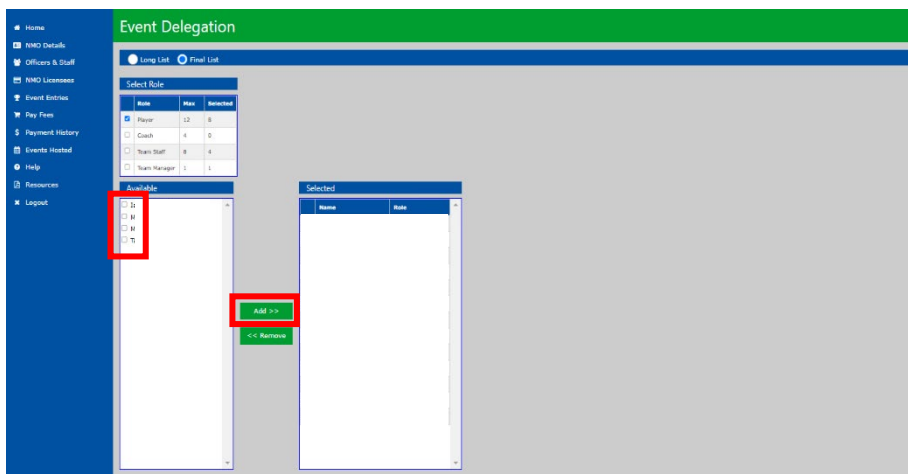 Event Delegation
Home
NMO Details
Officers & Staff
NMO Licensees
Event Entries
Pay Fees
$ Payment History
Events Hosted
Help
Resources
Logout
Long List Final List
Select Role
Role Max Selected
Player 12 8
Coach 4 0
Team Staff 8 4
Team Manager 1 1
Available
M
M
Selected
Name Role
Add >>
<< Remove